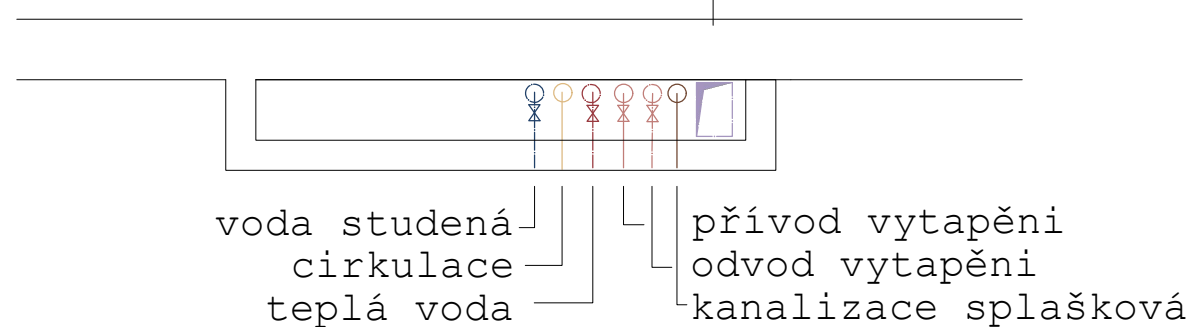 voda studená
cirkulace
teplá voda
přívod vytapěni
odvod vytapěni
kanalizace splašková